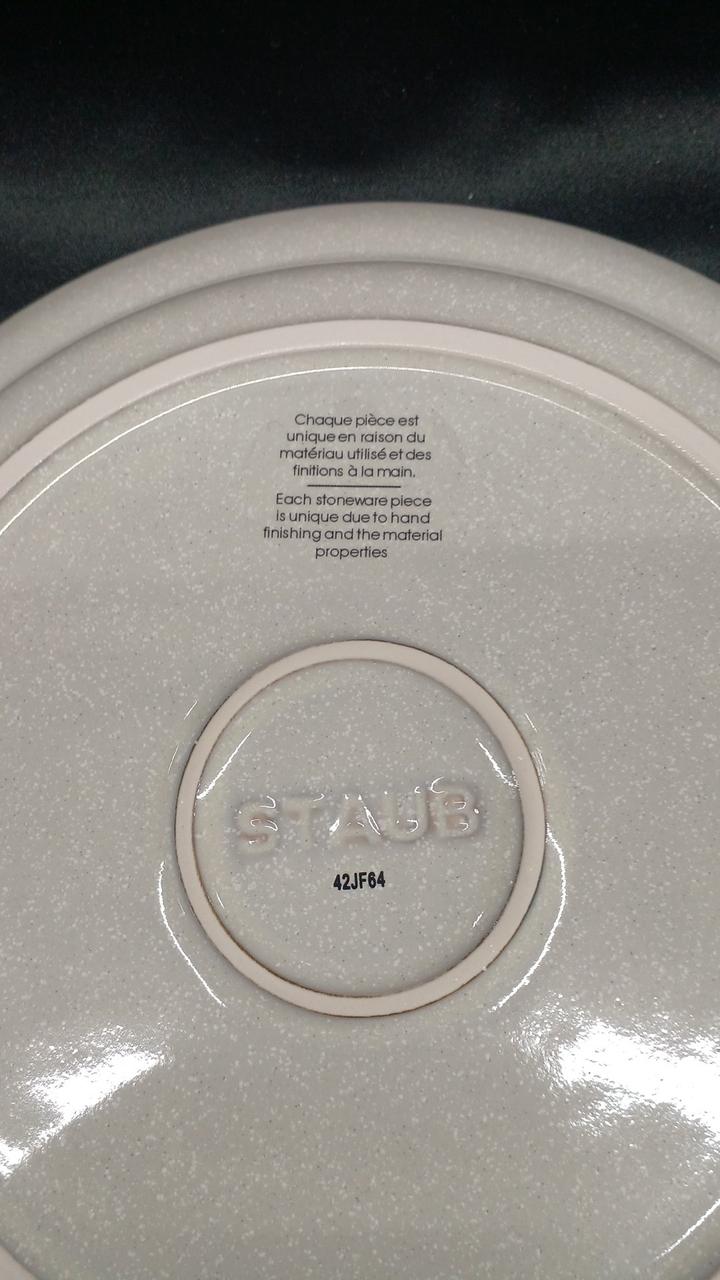 Chaque pièce est
unique en raison du
matériau utilisé et des
finitions à la main.
Each stoneware piece
is unique due to hand
finishing and the material
properties
STAUB
42JF64